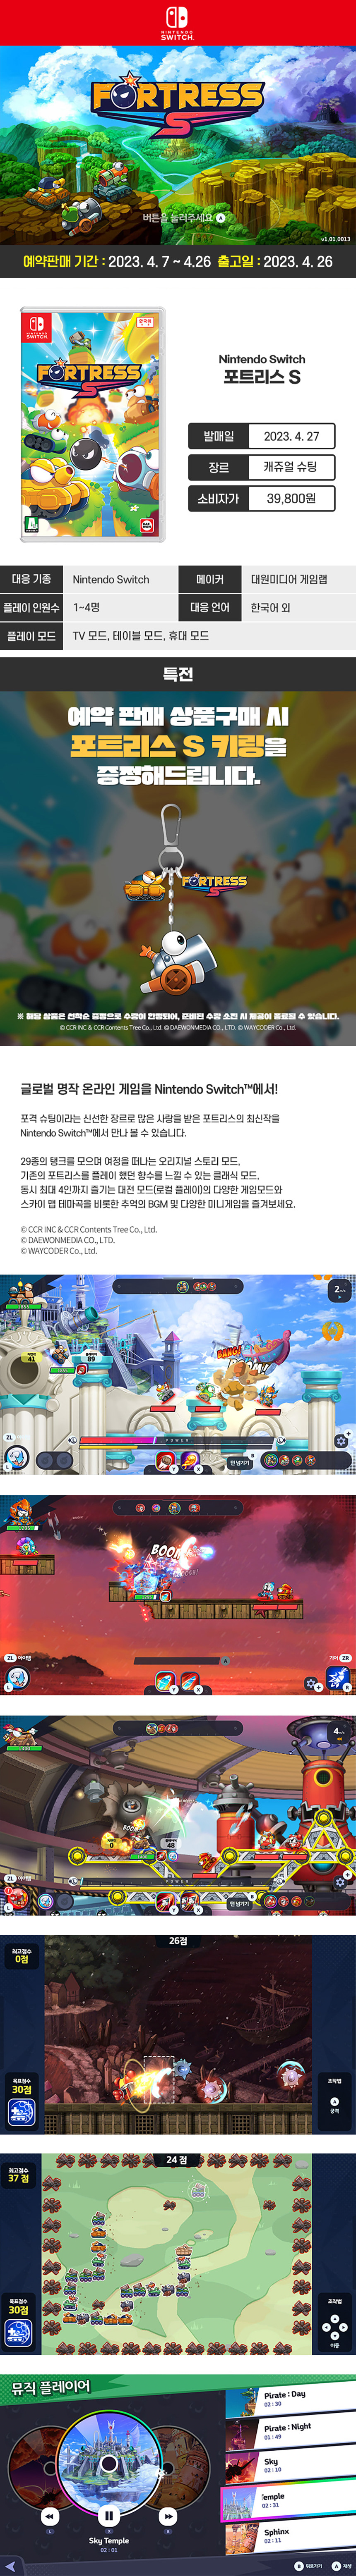 NINTENDO
SWITCH
FORTRESS
S
버튼을 눌러주세요 A
v1.01.0013
예약판매 기간 : 2023. 4. 7 ~ 4.26 출고일 : 2023. 4. 26
한국어
FORTRESS
S
Nintendo Switch
포트리스 S
발매일 2023. 4. 27
장르 캐쥬얼 슈팅
소비자가 39,800원
대응 기종 Nintendo Switch 메이커 대원미디어 게임랩
플레이 인원수 1~4명 대응 언어 한국어 외
플레이 모드 TV 모드, 테이블 모드, 휴대 모드
특전
예약 판매 상품구매 시
포트리스 S 키링을
증정해드립니다.
FORTRESS
S
※ 해당 상품은 선착순 증정으로 수량이 한정되어, 준비된 수량 소진 시 제공이 종료될 수 있습니다.
© CCR INC & CCR Contents Tree Co., Ltd. © DAEWONMEDIA CO., LTD. © WAYCODER Co., Ltd.
글로벌 명작 온라인 게임을 Nintendo Switch™에서!
포격 슈팅이라는 신선한 장르로 많은 사랑을 받은 포트리스의 최신작을
Nintendo Switch™에서 만나 볼 수 있습니다.
29종의 탱크를 모으며 여정을 떠나는 오리지널 스토리 모드,
기존의 포트리스를 플레이 했던 향수를 느낄 수 있는 클래식 모드,
동시 최대 4인까지 즐기는 대전 모드(로컬 플레이)의 다양한 게임모드와
스카이 맵 테마곡을 비롯한 추억의 BGM 및 다양한 미니게임을 즐겨보세요.
© CCR INC & CCR Contents Tree Co., Ltd.
© DAEWONMEDIA CO., LTD.
© WAYCODER Co., Ltd.
2
41
89
BANG!
BOOM!
ZL
POWER
L
Y
X
턴 넘기기
BOOM
ZL 아이템
L
Y
X
ZR
R
4
0
48
ZL
POWER
L
Y
X
턴 넘기기
26점
최고점수
0점
목표점수
30점
조작법
A
공격
24 점
최고점수
37 점
목표점수
30점
조작법
이동
뮤직 플레이어
Pirate : Day
02 : 30
Pirate : Night
01 : 49
Sky
02 : 10
Temple
02 : 31
Sphinx
02 : 11
L
X
R
Sky Temple
02 : 01
B 뒤로가기 A 재생